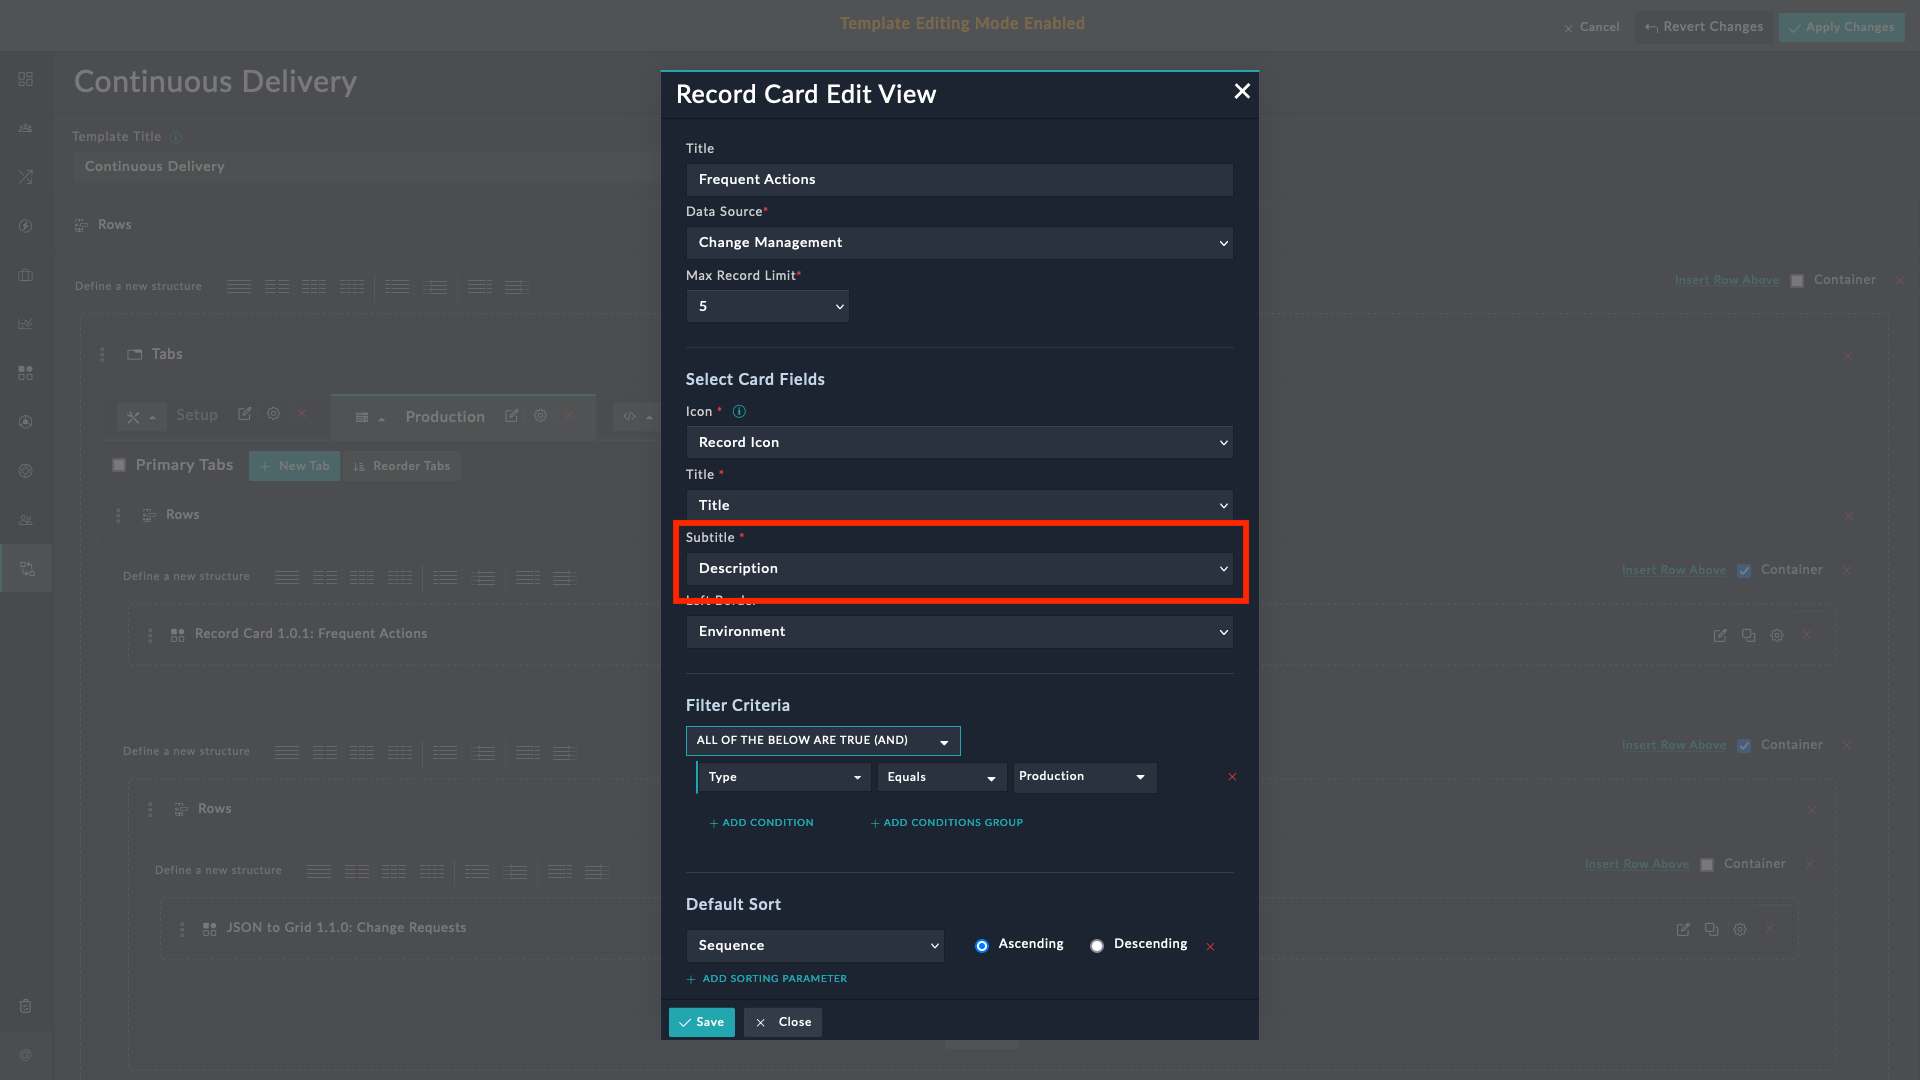 Template Editing Mode Enabled
Cancel
Revert Changes
Apply Changes
Continuous Delivery
Template Title
Continuous Delivery
Rows
Define a new structure
Insert Row Above
Container
Tabs
Setup
Production
Primary Tabs
New Tab
Reorder Tabs
Rows
Define a new structure
Insert Row Above
Container
Record Card 1.0.1: Frequent Actions
Define a new structure
Insert Row Above
Container
Rows
Define a new structure
Insert Row Above
Container
JSON to Grid 1.1.0: Change Requests
Record Card Edit View
Title
Frequent Actions
Data Source*
Change Management
Max Record Limit*
5
Select Card Fields
Icon *
Record Icon
Title *
Title
Subtitle *
Description
Left Border
Environment
Filter Criteria
ALL OF THE BELOW ARE TRUE (AND)
Type
Equals
Production
+ ADD CONDITION
+ ADD CONDITIONS GROUP
Default Sort
Sequence
Ascending
Descending
+ ADD SORTING PARAMETER
Save
Close